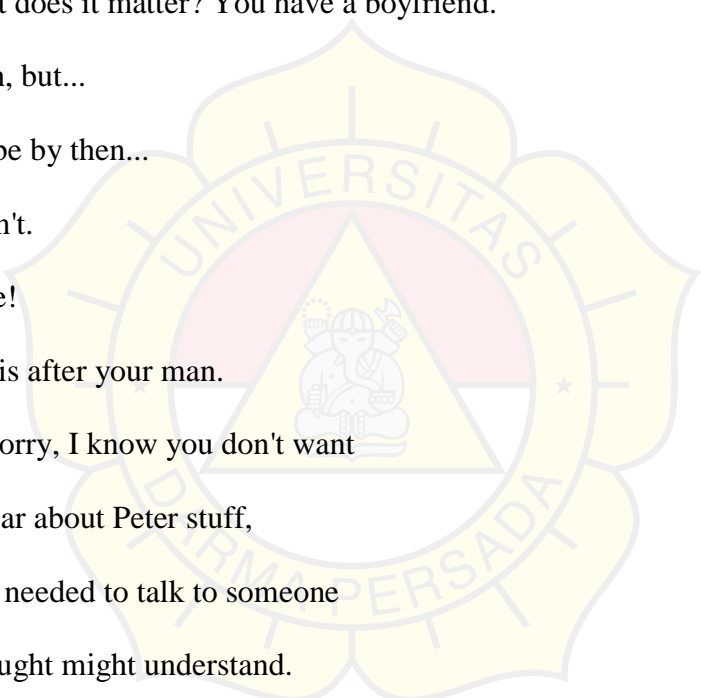 t does it matter? You have a boyfriend.
, but...
be by then...
n't.
e!
is after your man.
orry, I know you don't want
ar about Peter stuff,
needed to talk to someone
ught might understand.
UNIVERSITAS
DARMA PERSADA